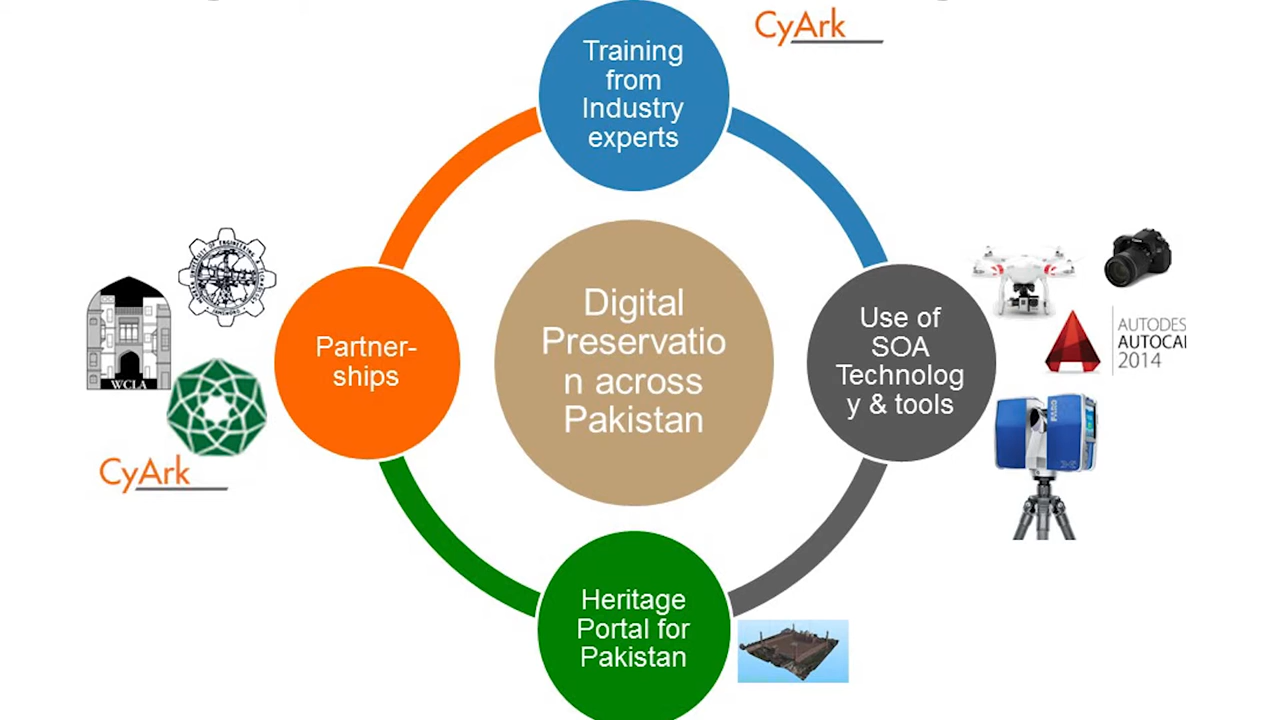 CyArk
Training
from
Industry
experts
Digital
Preservatio
n across
Pakistan
Use of
SOA
Technolog
y & tools
AUTODES
AUTOCAI
2014
FARO
Partner-
ships
WCLA
CyArk
Heritage
Portal for
Pakistan